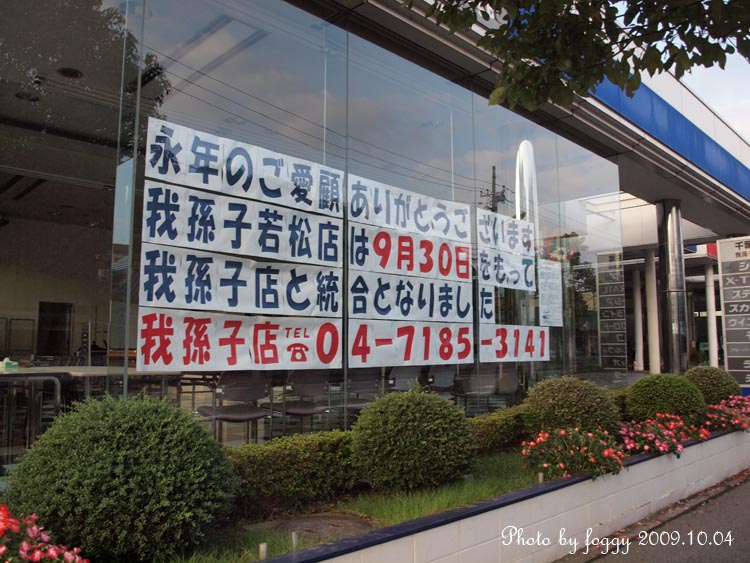 永年のご愛顧ありがとうございます
我孫子若松店は9月30日をもって
我孫子店と統合となりました
我孫子店TEL☎04-7185-3141
Photo by foggy 2009.10.04